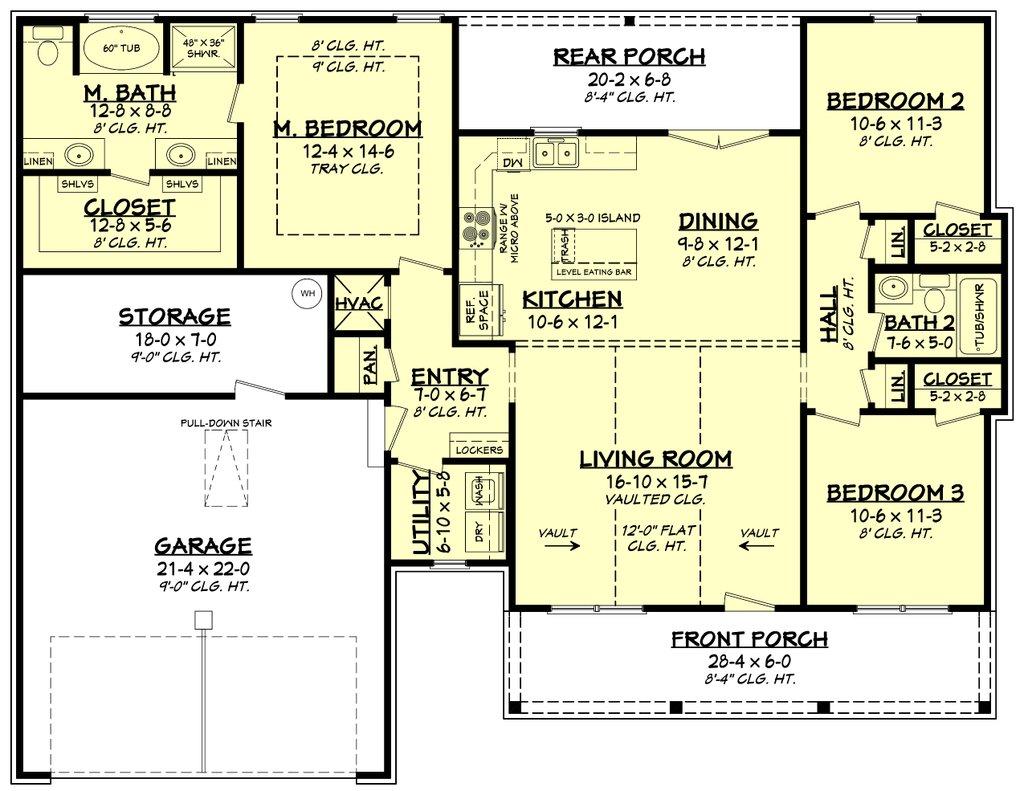 60" TUB
48" X 36"
SHWR.
M. BATH
12-8 x 8-8
8' CLG. HT.
LINEN
LINEN
SHLVS
SHLVS
CLOSET
12-8 x 5-6
8' CLG. HT.
8' CLG. HT.
9' CLG. HT.
M. BEDROOM
12-4 x 14-6
TRAY CLG.
REAR PORCH
20-2 x 6-8
8'-4" CLG. HT.
BEDROOM 2
10-6 x 11-3
8' CLG. HT.
DW
RANGE W/
MICRO ABOVE
5-0 X 3-0 ISLAND
TRASH
LEVEL EATING BAR
DINING
9-8 x 12-1
8' CLG. HT.
REF.
SPACE
KITCHEN
10-6 x 12-1
LIN.
CLOSET
5-2 x 2-8
HALL
8' CLG. HT.
BATH 2
7-6 x 5-0
TUB/SHWR
LIN.
CLOSET
5-2 x 2-8
STORAGE
18-0 x 7-0
9'-0" CLG. HT.
WH
HVAC
PAN.
ENTRY
7-0 x 6-7
8' CLG. HT.
LOCKERS
UTILITY
6-10 x 5-8
WASH
DRY
PULL-DOWN STAIR
GARAGE
21-4 x 22-0
9'-0" CLG. HT.
LIVING ROOM
16-10 x 15-7
VAULTED CLG.
VAULT
12'-0" FLAT
CLG. HT.
VAULT
BEDROOM 3
10-6 x 11-3
8' CLG. HT.
FRONT PORCH
28-4 x 6-0
8'-4" CLG. HT.